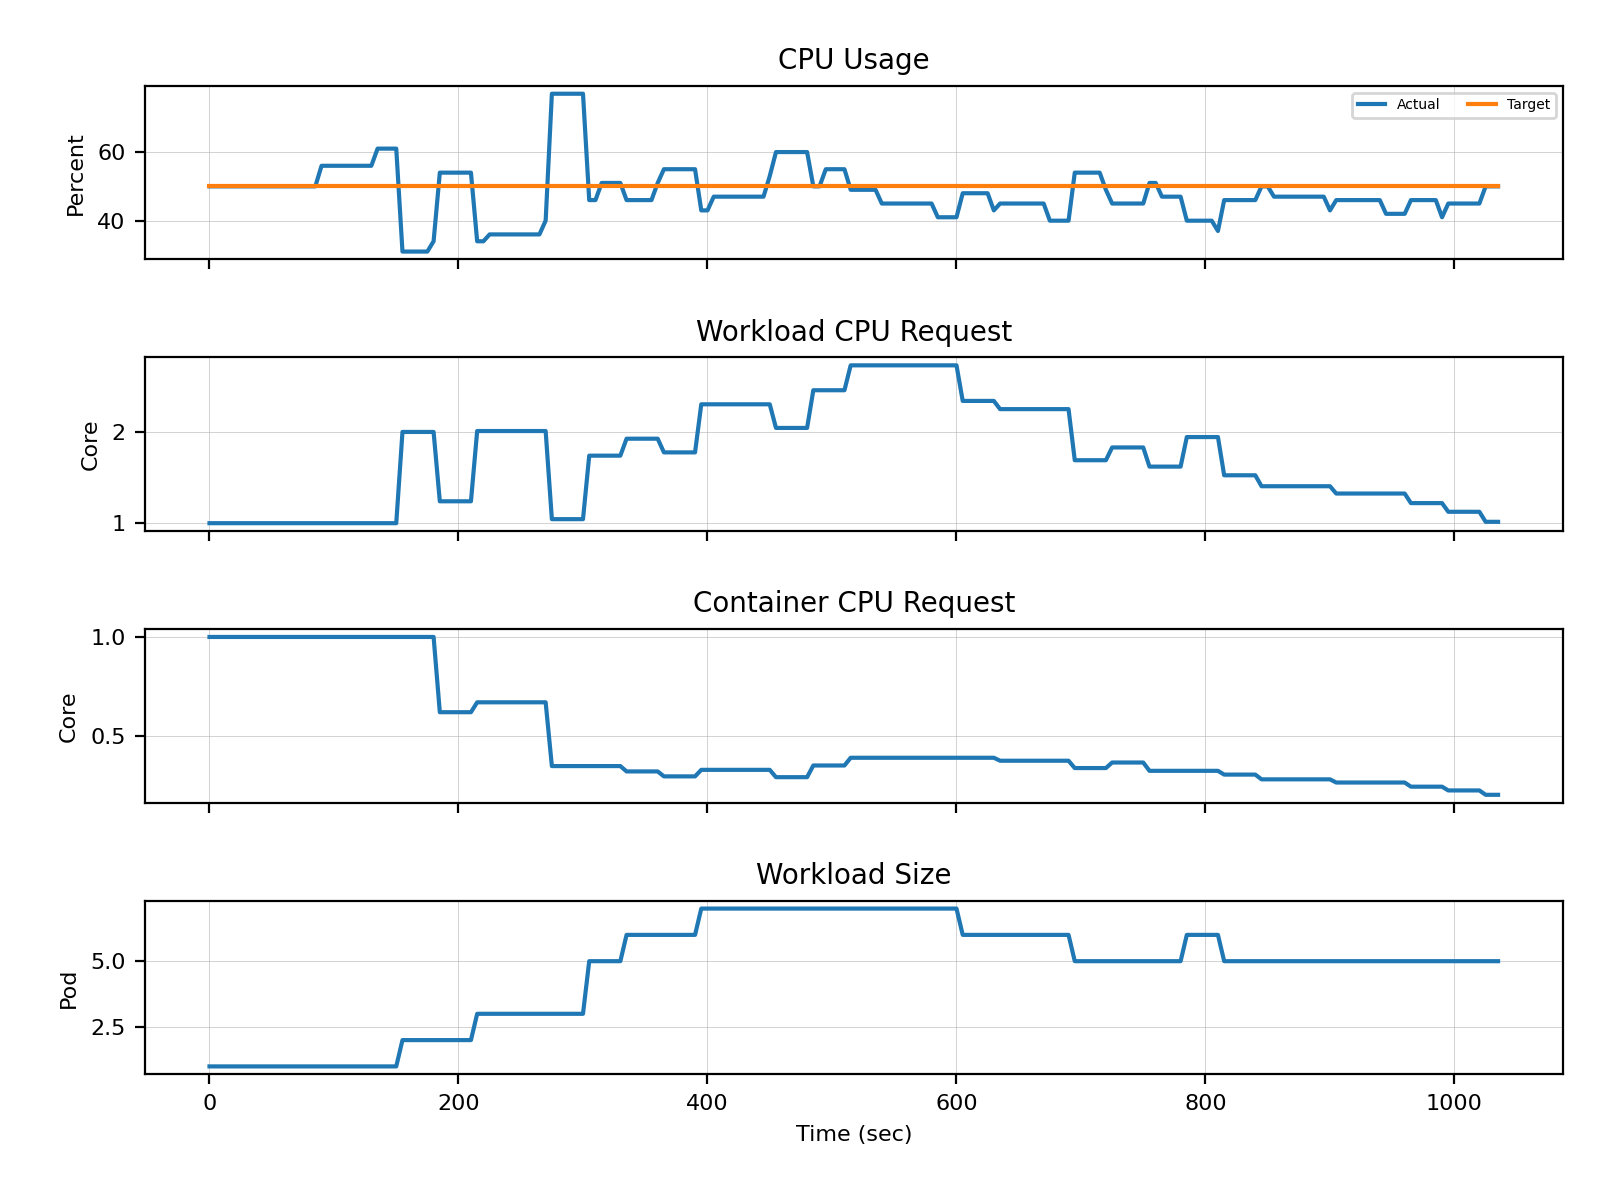 CPU Usage
Percent
60
40
Actual
Target
Workload CPU Request
Core
2
1
Container CPU Request
Core
1.0
0.5
Workload Size
Pod
5.0
2.5
0 200 400 600 800 1000
Time (sec)